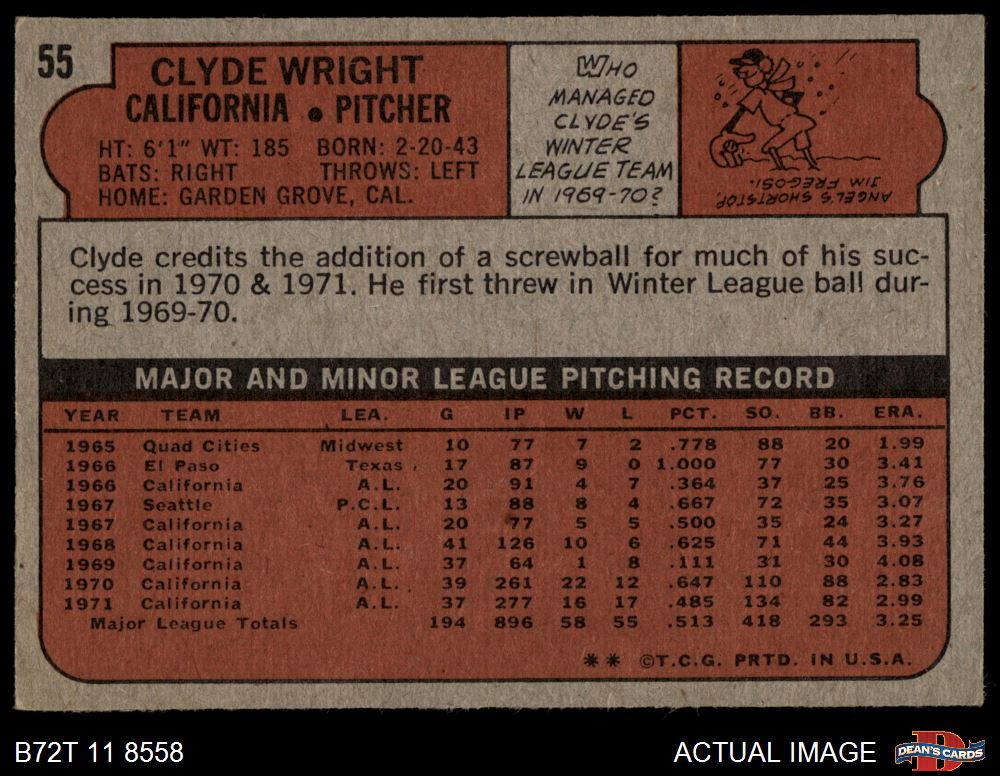 55
CLYDE WRIGHT
CALIFORNIA • PITCHER
HT: 6'1" WT: 185 BORN: 2-20-43
BATS: RIGHT THROWS: LEFT
HOME: GARDEN GROVE, CAL.
WHO
MANAGED
CLYDE'S
WINTER
LEAGUE TEAM
IN 1969-70?
ANGEL'S SHORTSTOP,
JIM FREGOSI.
Clyde credits the addition of a screwball for much of his suc-
cess in 1970 & 1971. He first threw in Winter League ball dur-
ing 1969-70.
MAJOR AND MINOR LEAGUE PITCHING RECORD
YEAR TEAM LEA. G IP W L PCT. SO. BB. ERA.
1965 Quad Cities Midwest 10 77 7 2 .778 88 20 1.99
1966 El Paso Texas 17 87 9 0 1.000 77 30 3.41
1966 California A.L. 20 91 4 7 .364 37 25 3.76
1967 Seattle P.C.L. 13 88 8 4 .667 72 35 3.07
1967 California A.L. 20 77 5 5 .500 35 24 3.27
1968 California A.L. 41 126 10 6 .625 71 44 3.93
1969 California A.L. 37 64 1 8 .111 31 30 4.08
1970 California A.L. 39 261 22 12 .647 110 88 2.83
1971 California A.L. 37 277 16 17 .485 134 82 2.99
Major League Totals 194 896 58 55 .513 418 293 3.25
** ©T.C.G. PRTD. IN U.S.A.
B72T 11 8558
ACTUAL IMAGE
DEAN'S CARDS